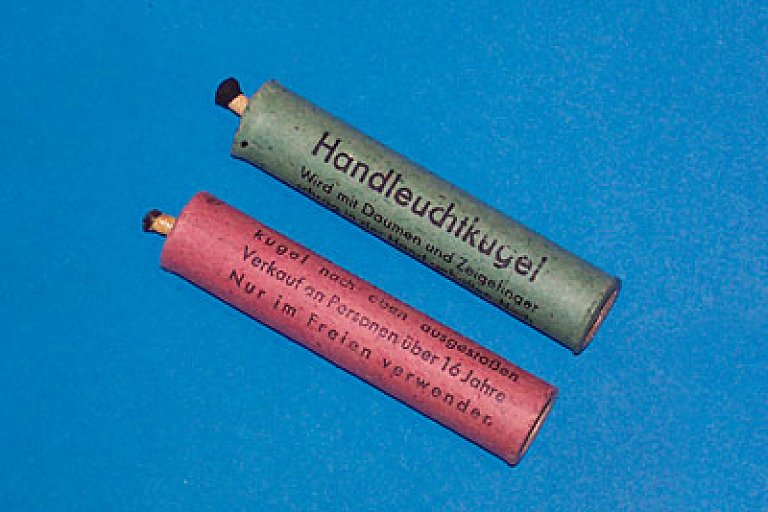 Handleuchtkugel
Wird mit Daumen und Zeigefinger
kugel nach oben ausgestoßen
Verkauf an Personen über 16 Jahre
Nur im Freien verwenden